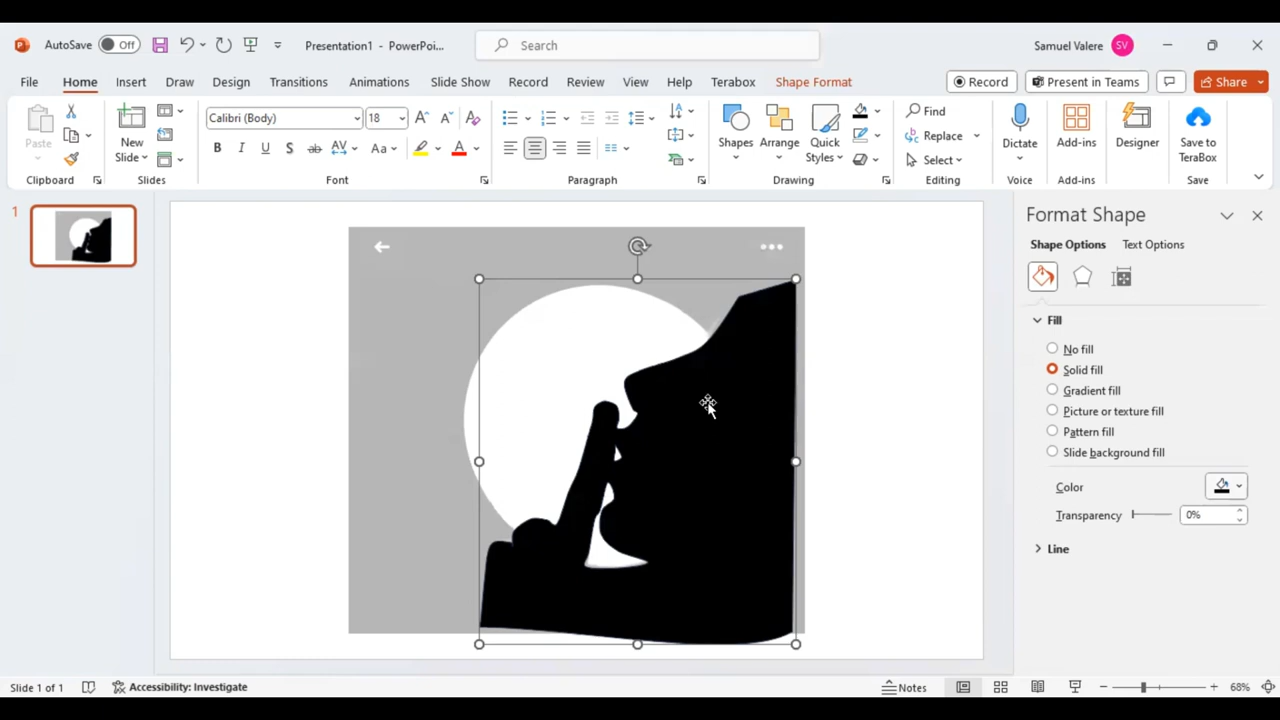 AutoSave Off Presentation1 - PowerPoi... Search Samuel Valere SV
File Home Insert Draw Design Transitions Animations Slide Show Record Review View Help Terabox Shape Format Record Present in Teams Share
Paste New Slide Calibri (Body) 18 A A A Shapes Arrange Quick Styles Find Replace Select Dictate Add-ins Designer Save to TeraBox
B I U S ab AV Aa A
Clipboard Slides Font Paragraph Drawing Editing Voice Add-ins Save
1
Format Shape
Shape Options Text Options
Fill
No fill
Solid fill
Gradient fill
Picture or texture fill
Pattern fill
Slide background fill
Color
Transparency 0%
Line
Slide 1 of 1 Accessibility: Investigate Notes 68%